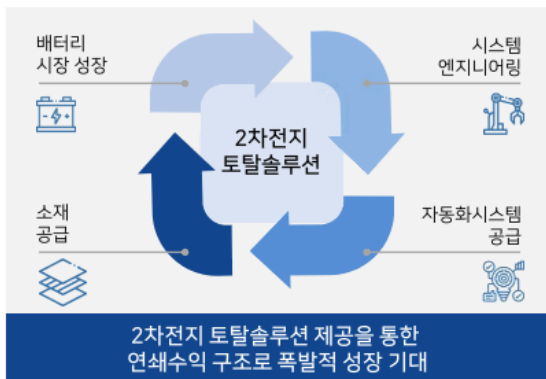 배터리
시장 성장
시스템
엔지니어링
2차전지
토탈솔루션
소재
공급
자동화시스템
공급
2차전지 토탈솔루션 제공을 통한
연쇄수익 구조로 폭발적 성장 기대